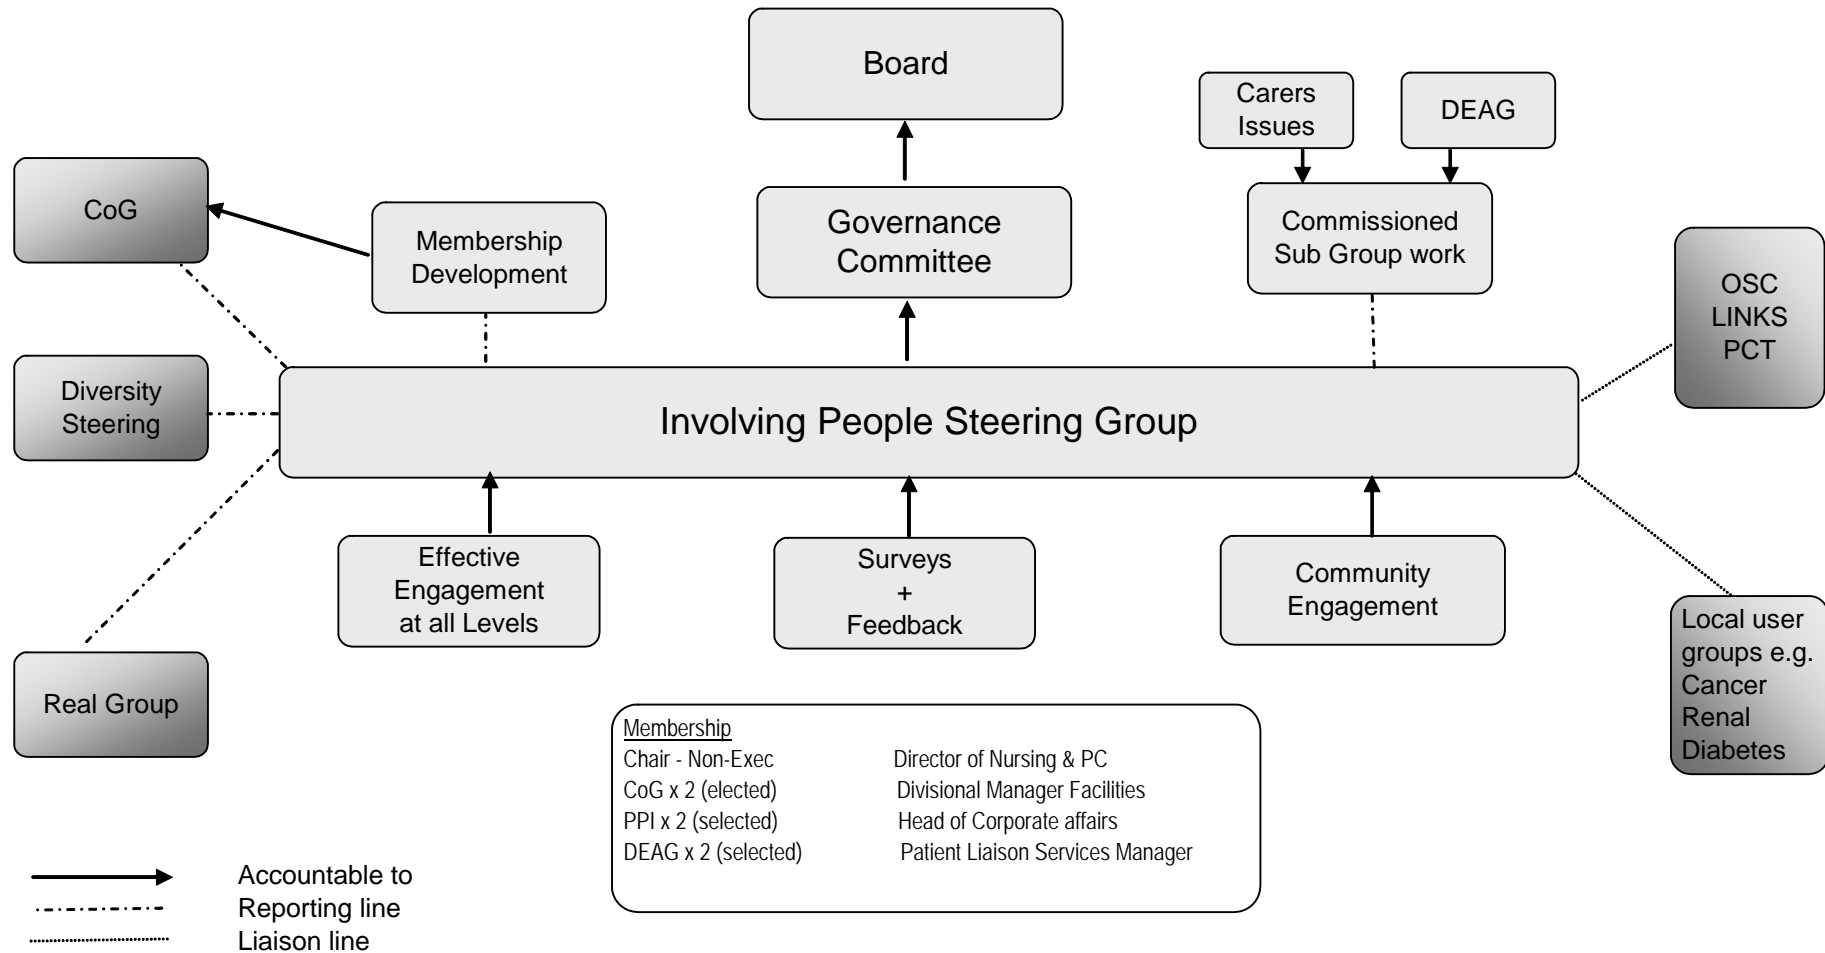 Board
Carers
Issues
DEAG
CoG
Membership
Development
Governance
Committee
Commissioned
Sub Group work
OSC
LINKS
PCT
Diversity
Steering
Involving People Steering Group
Effective
Engagement
at all Levels
Surveys
+
Feedback
Community
Engagement
Real Group
Local user
groups e.g.
Cancer
Renal
Diabetes
Membership
Chair - Non-Exec Director of Nursing & PC
CoG x 2 (elected) Divisional Manager Facilities
PPI x 2 (selected) Head of Corporate affairs
DEAG x 2 (selected) Patient Liaison Services Manager
Accountable to
Reporting line
Liaison line